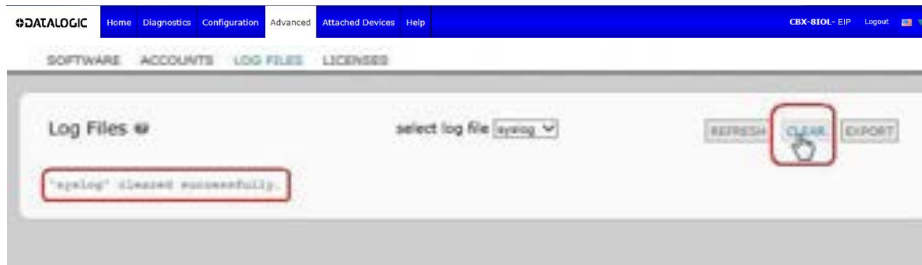 DATALOGIC Home Diagnostics Configuration Advanced Attached Devices Help CBX-8IOL- EIP Logout
SOFTWARE ACCOUNTS LOG FILES LICENSES
Log Files select log file syslog REFRESH CLEAR EXPORT
"syslog" cleared successfully.